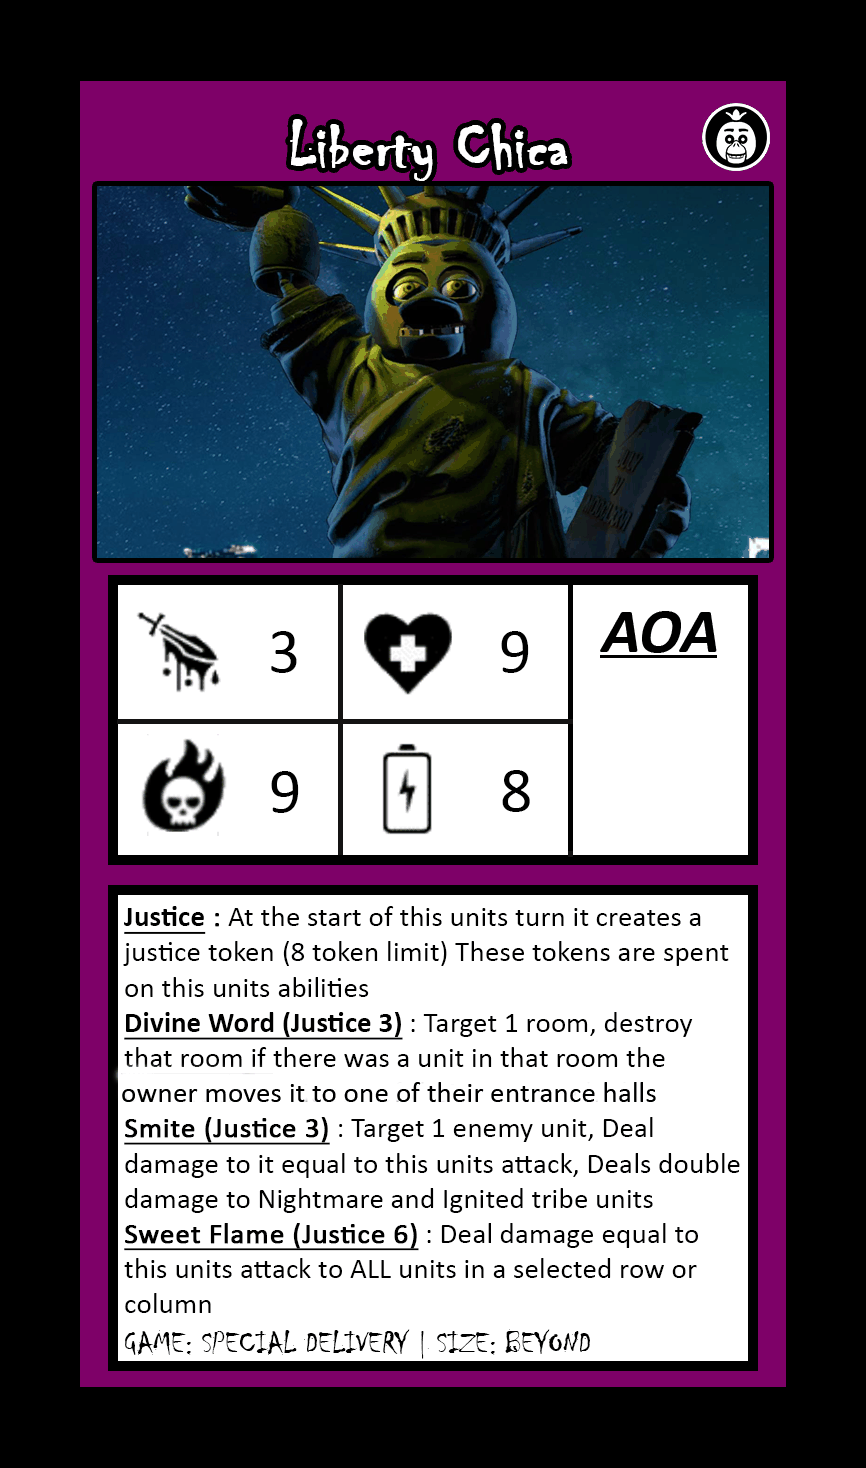 Liberty Chica
3
9
AOA
9
8
Justice : At the start of this units turn it creates a
justice token (8 token limit) These tokens are spent
on this units abilities
Divine Word (Justice 3) : Target 1 room, destroy
that room if there was a unit in that room the
owner moves it to one of their entrance halls
Smite (Justice 3) : Target 1 enemy unit, Deal
damage to it equal to this units attack, Deals double
damage to Nightmare and Ignited tribe units
Sweet Flame (Justice 6) : Deal damage equal to
this units attack to ALL units in a selected row or
column
GAME: SPECIAL DELIVERY | SIZE: BEYOND